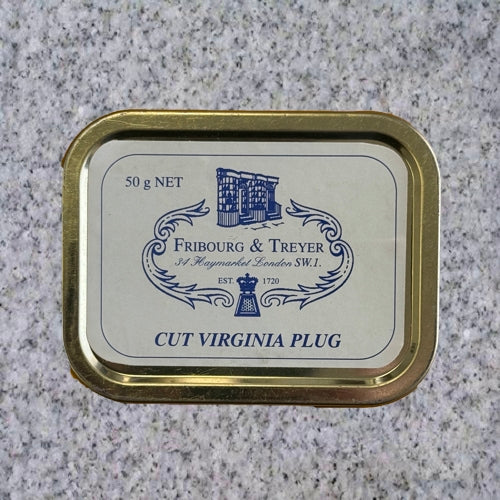 50 g NET
FRIBOURG & TREYER
34 Haymarket London SW.1.
EST. 1720
CUT VIRGINIA PLUG